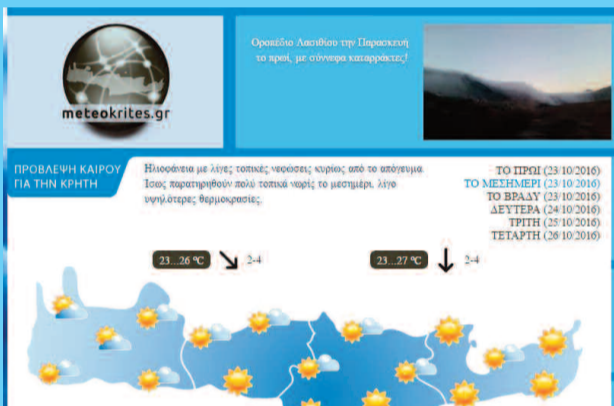 meteokrites.gr
Οροπέδιο Λασιθίου την Παρασκευή
το πρωί, με σύννεφα καταρράκτες!
ΠΡΟΒΛΕΨΗ ΚΑΙΡΟΥ
ΓΙΑ ΤΗΝ ΚΡΗΤΗ
Ηλιοφάνεια με λίγες τοπικές νεφώσεις κυρίως από το απόγευμα.
Ίσως παρατηρηθούν πολύ τοπικά νωρίς το μεσημέρι, λίγο
υψηλότερες θερμοκρασίες.
ΤΟ ΠΡΩΙ (23/10/2016)
ΤΟ ΜΕΣΗΜΕΡΙ (23/10/2016)
ΤΟ ΒΡΑΔΥ (23/10/2016)
ΔΕΥΤΕΡΑ (24/10/2016)
ΤΡΙΤΗ (25/10/2016)
ΤΕΤΑΡΤΗ (26/10/2016)
23...26 °C 2-4
23...27 °C 2-4